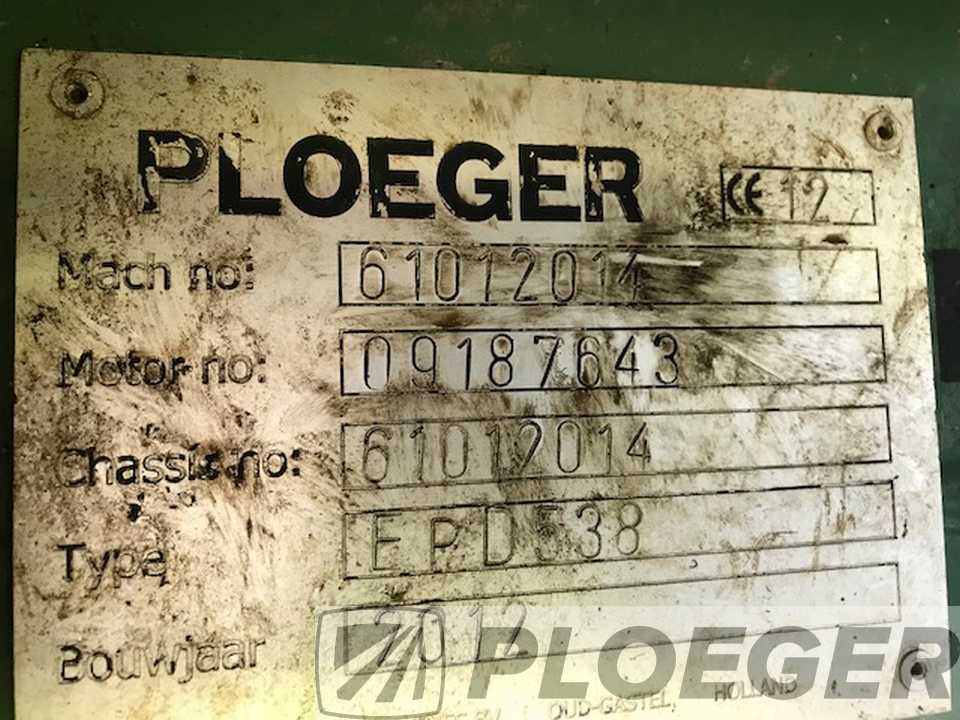 PLOEGER
CE 12
Mach no: 61012014
Motor no: 09187643
Chassis no: 61012014
Type EPD538
Bouwjaar 2012
PLOEGER
OUD-GASTEL, HOLLAND